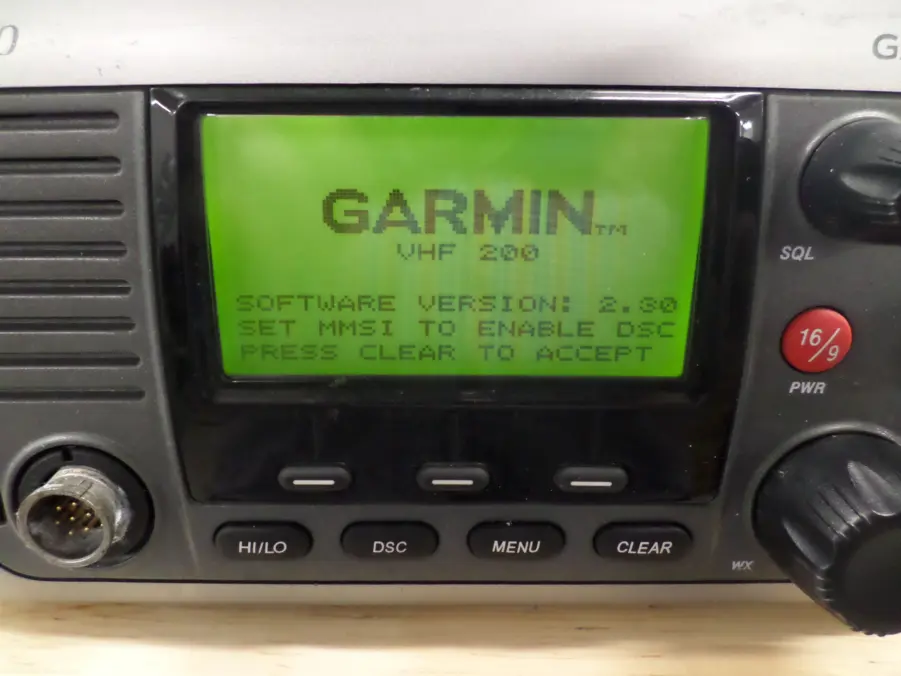 0
G
GARMIN™
VHF 200
SOFTWARE VERSION: 2.30
SET MMSI TO ENABLE DSC
PRESS CLEAR TO ACCEPT
SQL
16/9
PWR
HI/LO
DSC
MENU
CLEAR
WX